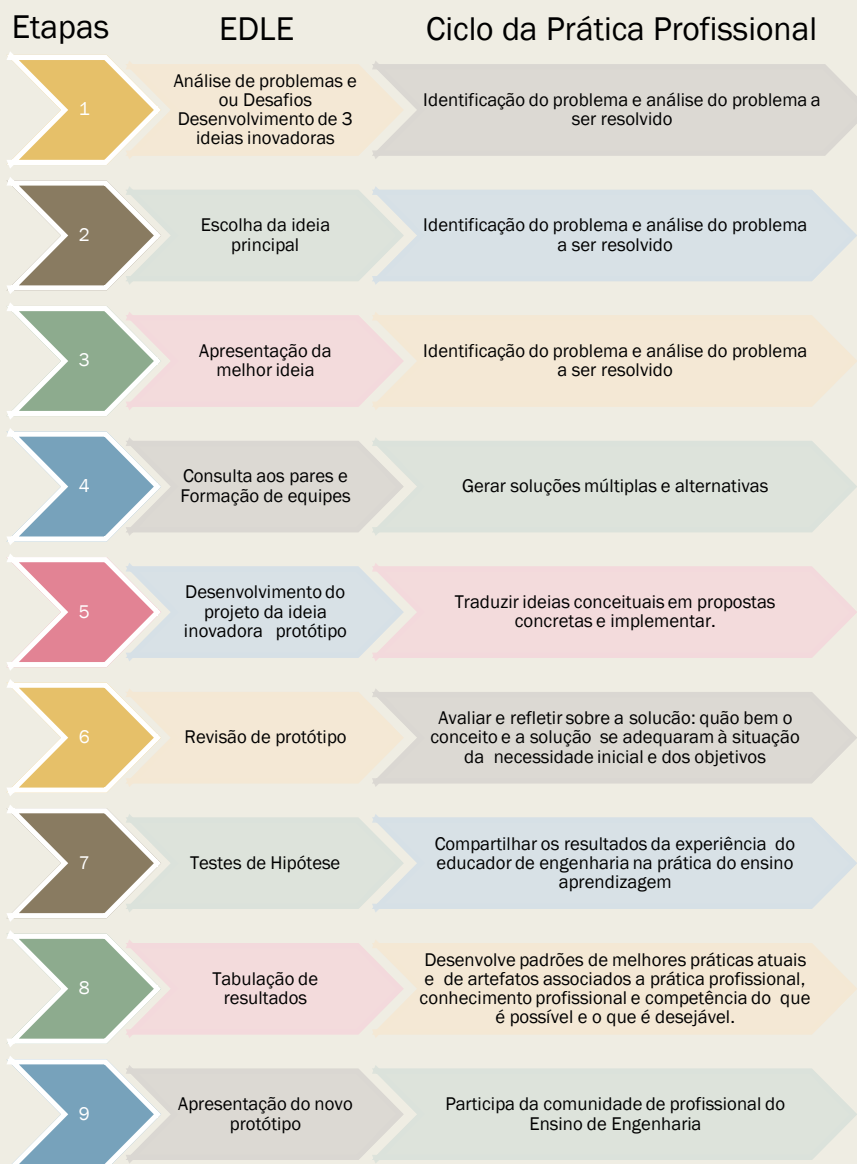 Etapas EDLE Ciclo da Prática Profissional
1
Análise de problemas e
ou Desafios
Desenvolvimento de 3
ideias inovadoras
Identificação do problema e análise do problema a
ser resolvido
2
Escolha da ideia
principal
Identificação do problema e análise do problema
a ser resolvido
3
Apresentação da
melhor ideia
Identificação do problema e análise do problema
a ser resolvido
4
Consulta aos pares e
Formação de equipes
Gerar soluções múltiplas e alternativas
5
Desenvolvimento do
projeto da ideia
inovadora protótipo
Traduzir ideias conceituais em propostas
concretas e implementar.
6
Revisão de protótipo
Avaliar e refletir sobre a solucão: quão bem o
conceito e a solução se adequaram à situação
da necessidade inicial e dos objetivos
7
Testes de Hipótese
Compartilhar os resultados da experiência do
educador de engenharia na prática do ensino
aprendizagem
8
Tabulação de
resultados
Desenvolve padrões de melhores práticas atuais
e de artefatos associados a prática profissional,
conhecimento profissional e competência do que
é possível e o que é desejável.
9
Apresentação do novo
protótipo
Participa da comunidade de profissional do
Ensino de Engenharia